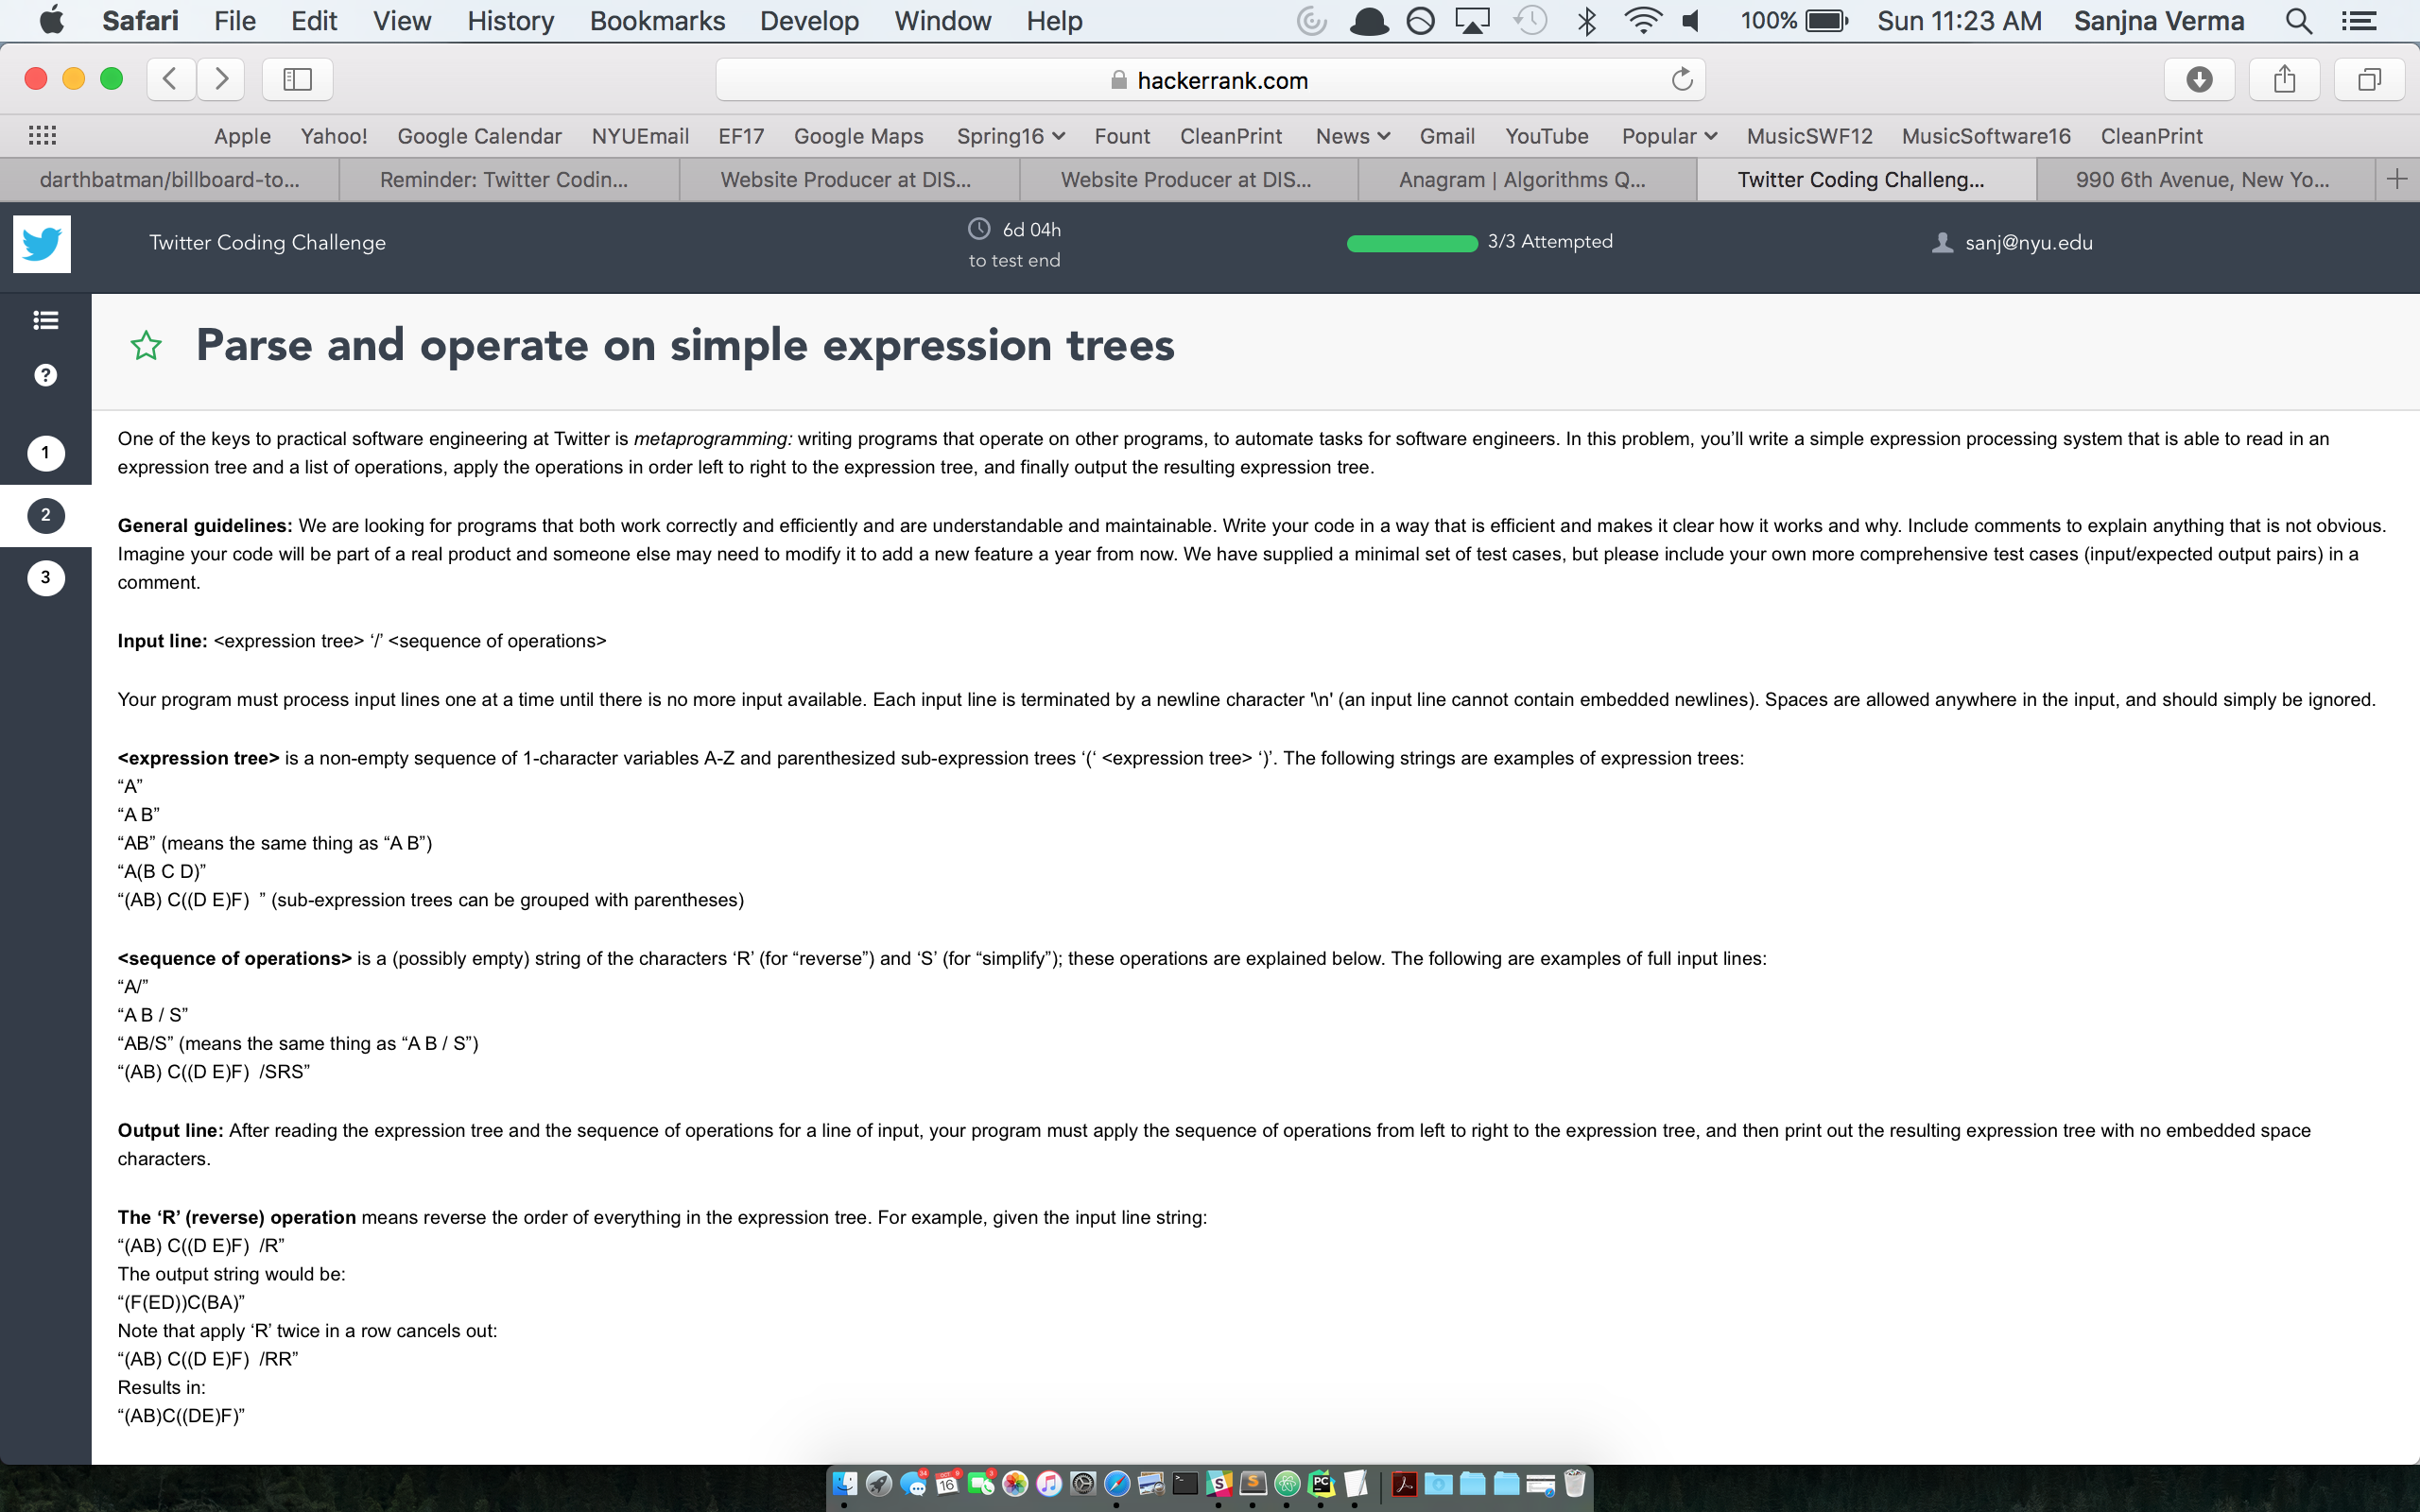 Safari File Edit View History Bookmarks Develop Window Help 100% Sun 11:23 AM Sanjna Verma
hackerrank.com
Apple Yahoo! Google Calendar NYUEmail EF17 Google Maps Spring16 Fount CleanPrint News Gmail YouTube Popular MusicSWF12 MusicSoftware16 CleanPrint
darthbatman/billboard-to... Reminder: Twitter Codin... Website Producer at DIS... Website Producer at DIS... Anagram | Algorithms Q... Twitter Coding Challeng... 990 6th Avenue, New Yo...
Twitter Coding Challenge 6d 04h to test end 3/3 Attempted sanj@nyu.edu
Parse and operate on simple expression trees
?
1
2
3
One of the keys to practical software engineering at Twitter is metaprogramming: writing programs that operate on other programs, to automate tasks for software engineers. In this problem, you’ll write a simple expression processing system that is able to read in an
expression tree and a list of operations, apply the operations in order left to right to the expression tree, and finally output the resulting expression tree.
General guidelines: We are looking for programs that both work correctly and efficiently and are understandable and maintainable. Write your code in a way that is efficient and makes it clear how it works and why. Include comments to explain anything that is not obvious.
Imagine your code will be part of a real product and someone else may need to modify it to add a new feature a year from now. We have supplied a minimal set of test cases, but please include your own more comprehensive test cases (input/expected output pairs) in a
comment.
Input line: <expression tree> ‘/’ <sequence of operations>
Your program must process input lines one at a time until there is no more input available. Each input line is terminated by a newline character '\n' (an input line cannot contain embedded newlines). Spaces are allowed anywhere in the input, and should simply be ignored.
<expression tree> is a non-empty sequence of 1-character variables A-Z and parenthesized sub-expression trees ‘(‘ <expression tree> ‘)’. The following strings are examples of expression trees:
“A”
“A B”
“AB” (means the same thing as “A B”)
“A(B C D)”
“(AB) C((D E)F)  ” (sub-expression trees can be grouped with parentheses)
<sequence of operations> is a (possibly empty) string of the characters ‘R’ (for “reverse”) and ‘S’ (for “simplify”); these operations are explained below. The following are examples of full input lines:
“A/”
“A B / S”
“AB/S” (means the same thing as “A B / S”)
“(AB) C((D E)F)  /SRS”
Output line: After reading the expression tree and the sequence of operations for a line of input, your program must apply the sequence of operations from left to right to the expression tree, and then print out the resulting expression tree with no embedded space
characters.
The ‘R’ (reverse) operation means reverse the order of everything in the expression tree. For example, given the input line string:
“(AB) C((D E)F)  /R”
The output string would be:
“(F(ED))C(BA)”
Note that apply ‘R’ twice in a row cancels out:
“(AB) C((D E)F)  /RR”
Results in:
“(AB)C((DE)F)”